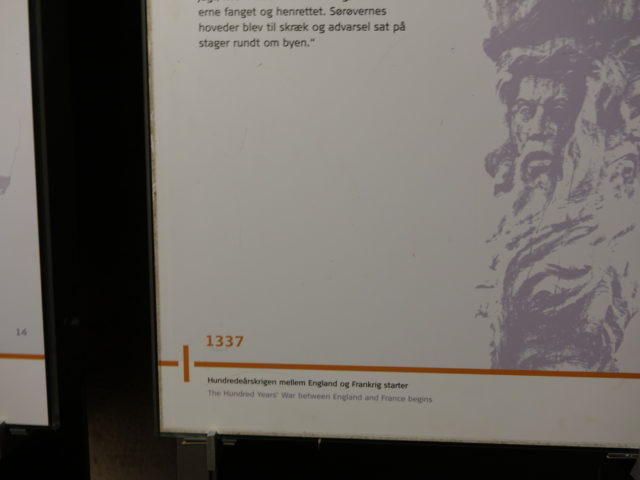 erne fanget og henrettet. Sørøvernes
hoveder blev til skræk og advarsel sat på
stager rundt om byen."
14
1337
Hundredeårskrigen mellem England og Frankrig starter
The Hundred Years' War between England and France begins